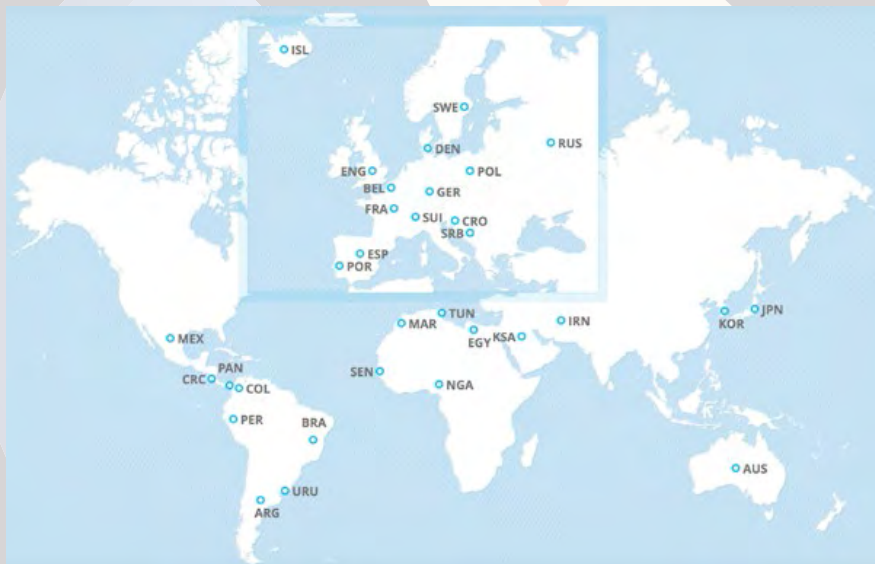 ISL
SWE
RUS
DEN
ENG
POL
BEL
GER
FRA
SUI
CRO
SRB
ESP
POR
TUN
JPN
MAR
IRN
KOR
EGY
KSA
MEX
PAN
SEN
CRC
NGA
COL
PER
BRA
AUS
URU
ARG